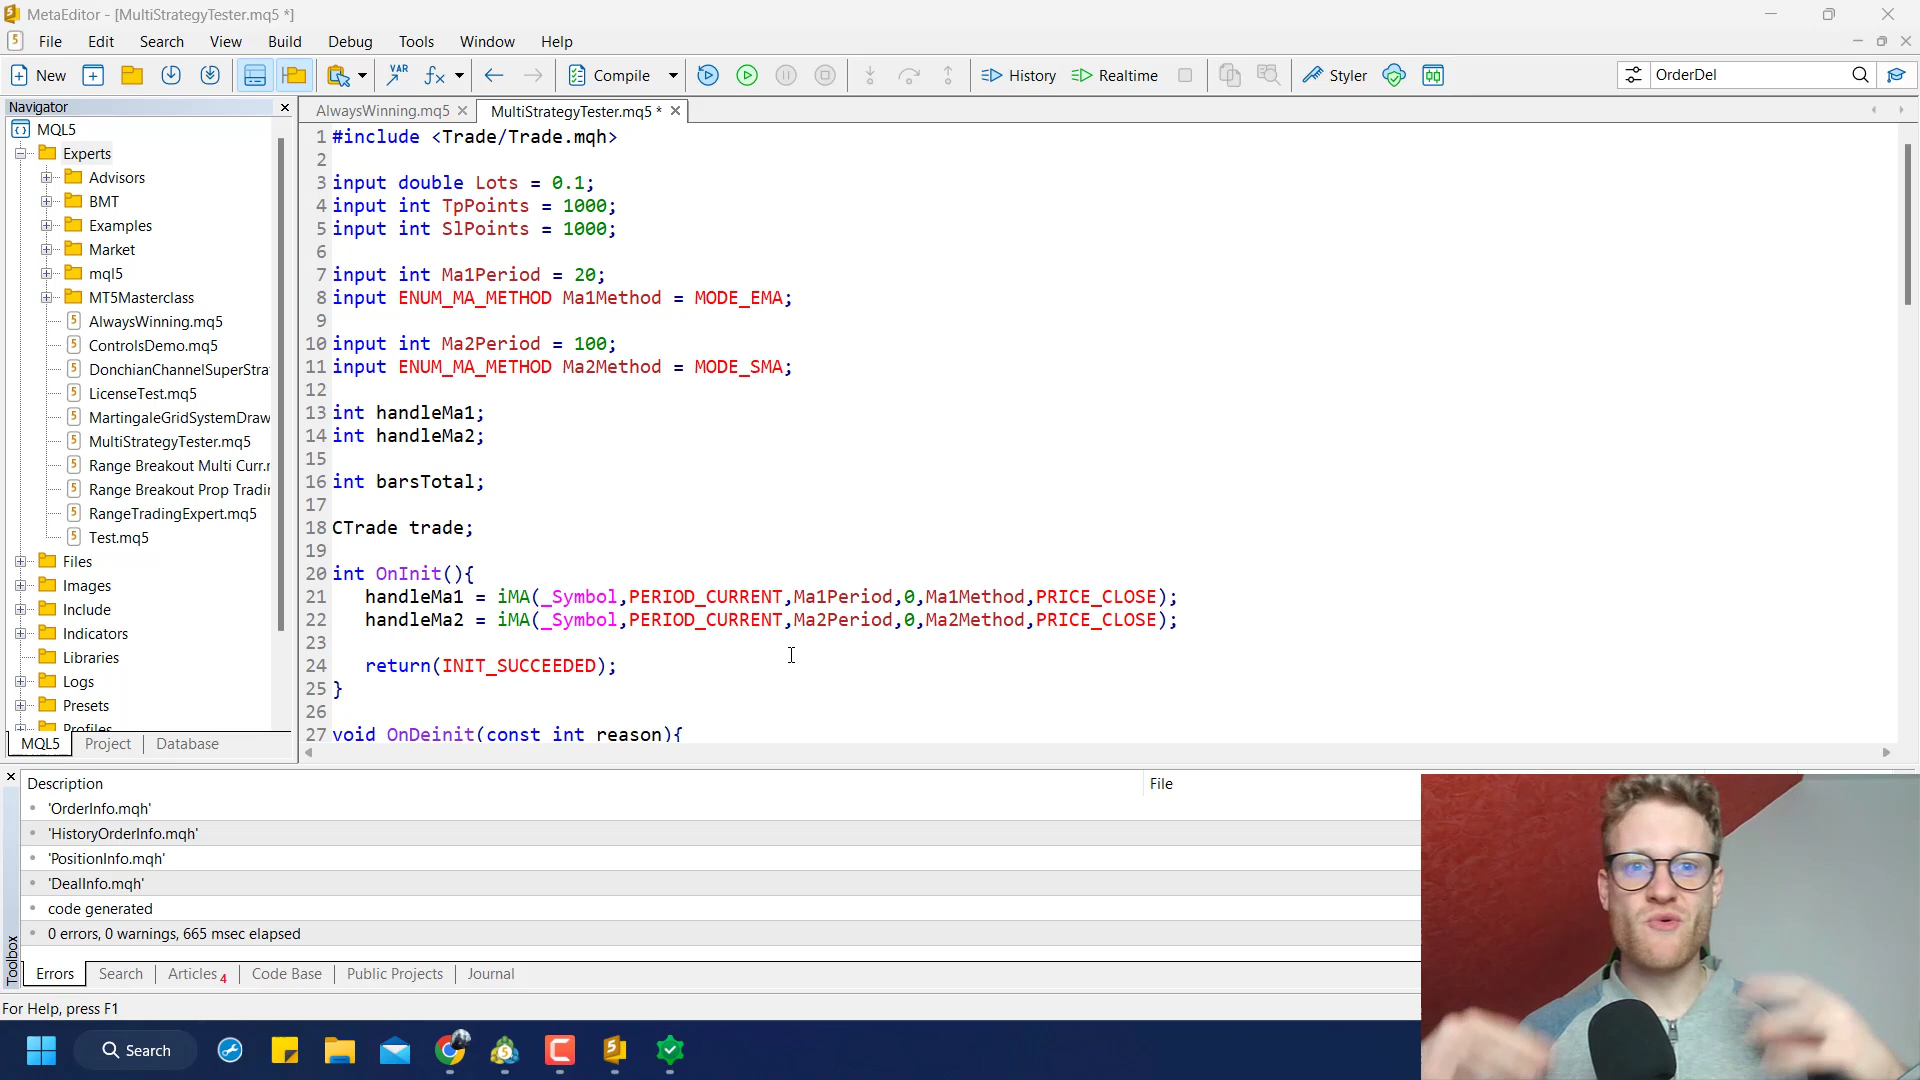 MetaEditor - [MultiStrategyTester.mq5 *]
File Edit Search View Build Debug Tools Window Help
New VAR fx Compile History Realtime Styler OrderDel
Navigator
AlwaysWinning.mq5 MultiStrategyTester.mq5 *
MQL5
Experts
Advisors
BMT
Examples
Market
mql5
MT5Masterclass
AlwaysWinning.mq5
ControlsDemo.mq5
DonchianChannelSuperStra
LicenseTest.mq5
MartingaleGridSystemDraw
MultiStrategyTester.mq5
Range Breakout Multi Curr.r
Range Breakout Prop Tradir
RangeTradingExpert.mq5
Test.mq5
Files
Images
Include
Indicators
Libraries
Logs
Presets
Profiles
MQL5 Project Database
1 #include <Trade/Trade.mqh>
2
3 input double Lots = 0.1;
4 input int TpPoints = 1000;
5 input int SlPoints = 1000;
6
7 input int Ma1Period = 20;
8 input ENUM_MA_METHOD Ma1Method = MODE_EMA;
9
10 input int Ma2Period = 100;
11 input ENUM_MA_METHOD Ma2Method = MODE_SMA;
12
13 int handleMa1;
14 int handleMa2;
15
16 int barsTotal;
17
18 CTrade trade;
19
20 int OnInit(){
21 handleMa1 = iMA(_Symbol,PERIOD_CURRENT,Ma1Period,0,Ma1Method,PRICE_CLOSE);
22 handleMa2 = iMA(_Symbol,PERIOD_CURRENT,Ma2Period,0,Ma2Method,PRICE_CLOSE);
23
24 return(INIT_SUCCEEDED);
25 }
26
27 void OnDeinit(const int reason){
Description File
'OrderInfo.mqh'
'HistoryOrderInfo.mqh'
'PositionInfo.mqh'
'DealInfo.mqh'
code generated
0 errors, 0 warnings, 665 msec elapsed
Toolbox
Errors Search Articles 4 Code Base Public Projects Journal
For Help, press F1
Search